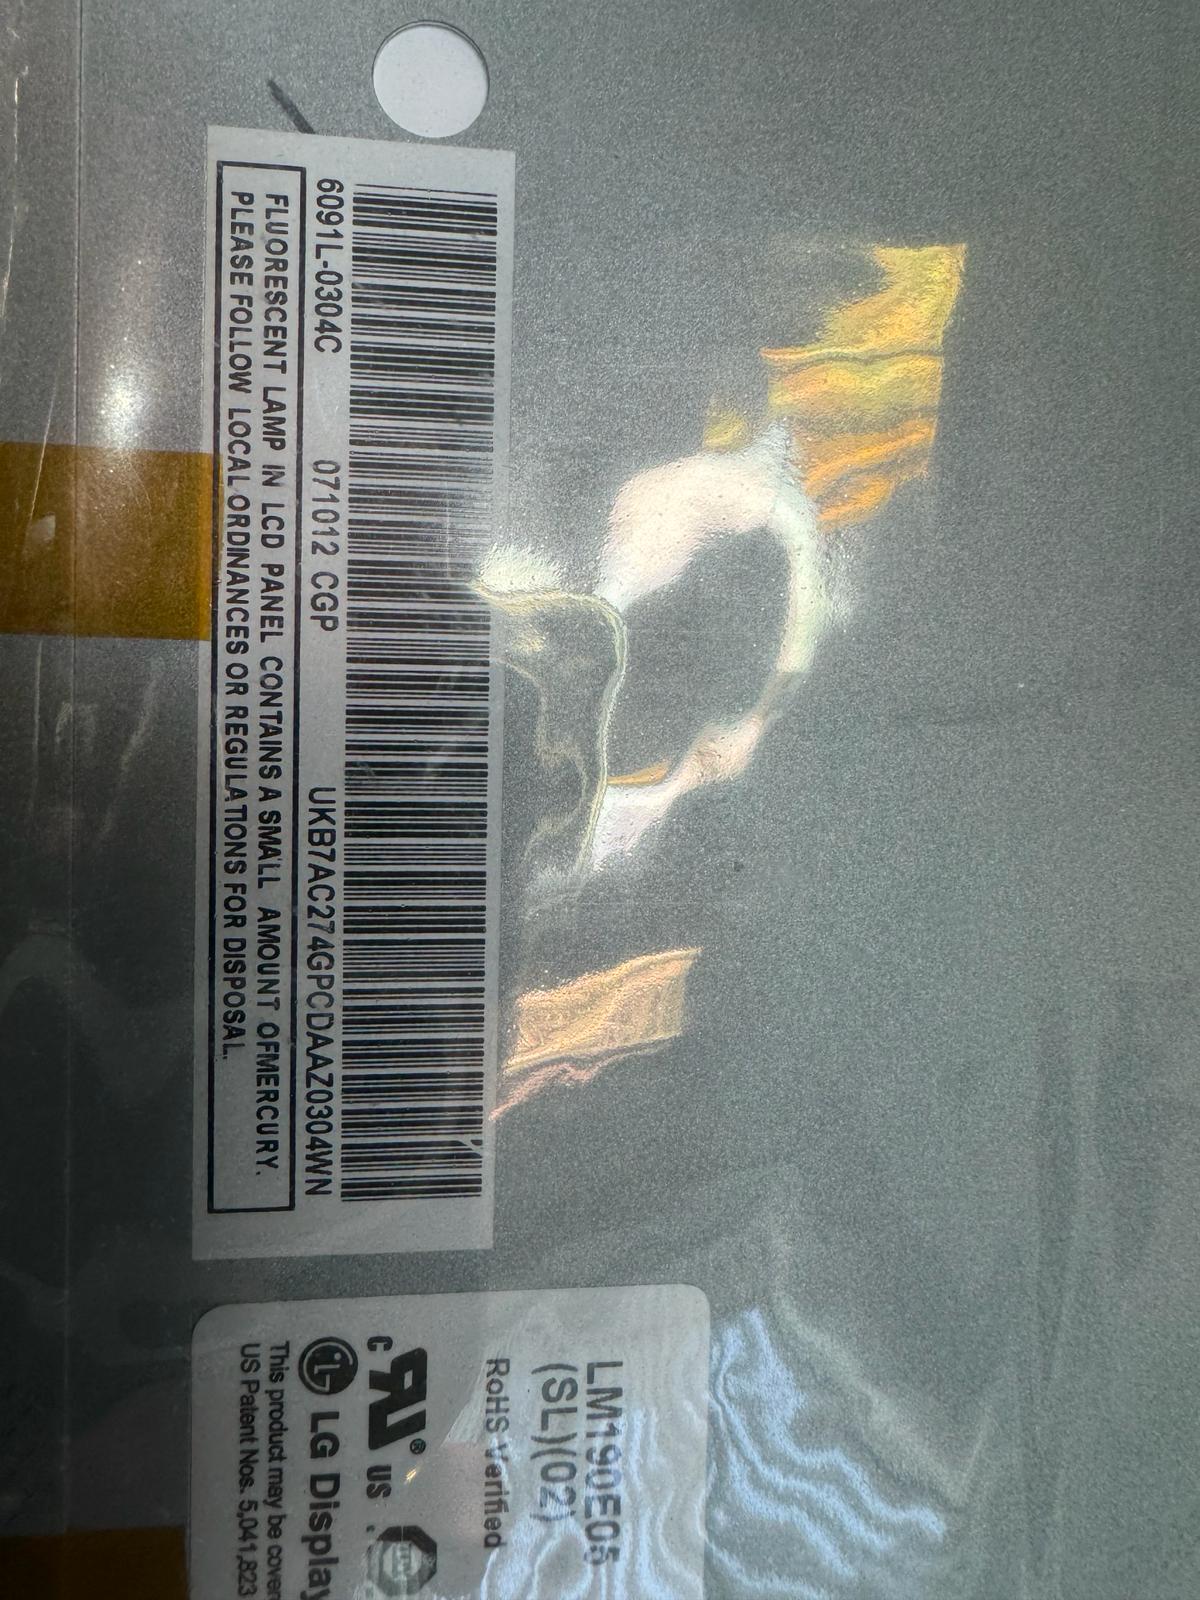 6091L-0304C 071012 CGP UKB7AC274GPCDAAZ0304WN
FLUORESCENT LAMP IN LCD PANEL CONTAINS A SMALL AMOUNT OFMERCURY.
PLEASE FOLLOW LOCAL ORDINANCES OR REGULATIONS FOR DISPOSAL.
LM190E05
(SL)(02)
RoHS Verified
c US
LG Display
This product may be cover
US Patent Nos. 5,041,823